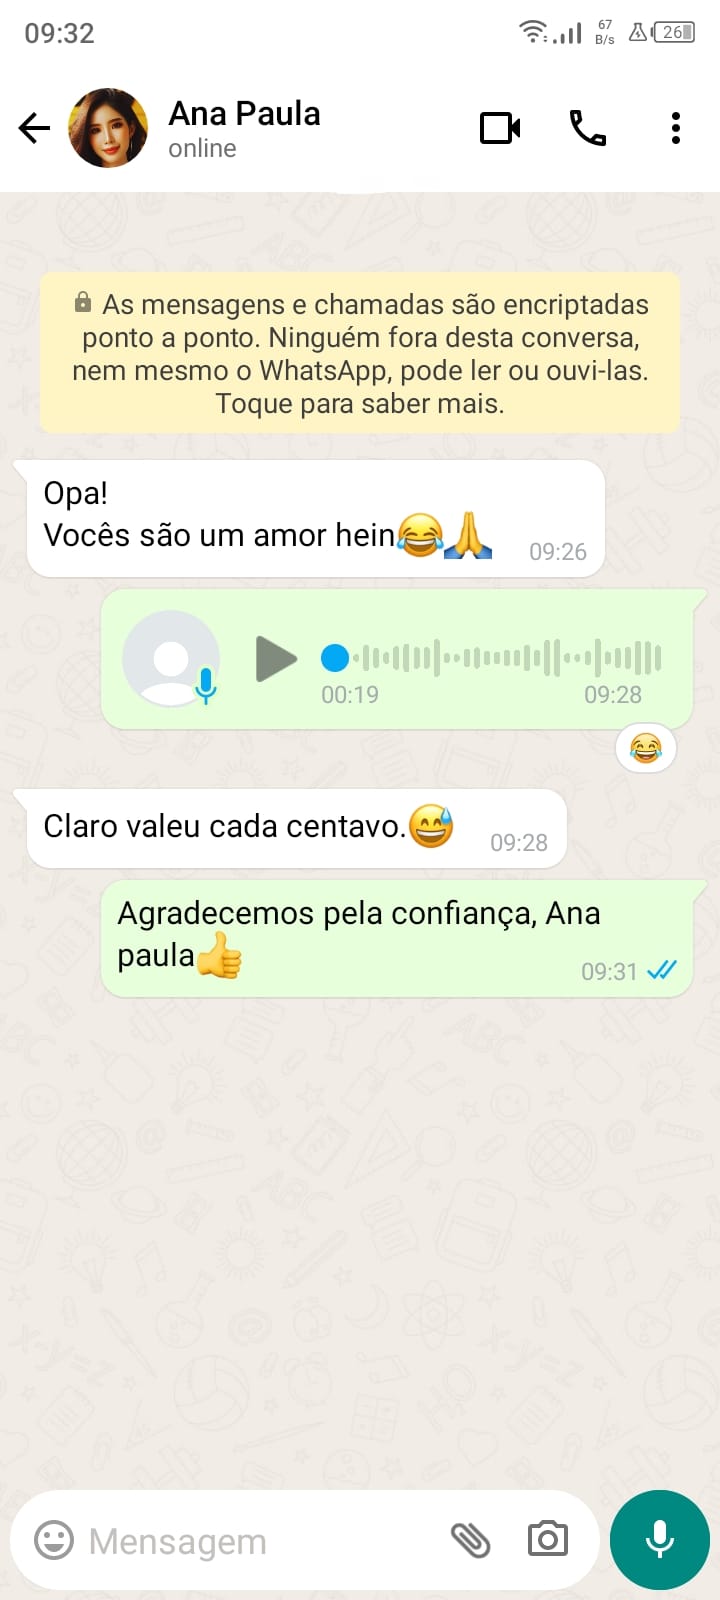 09:32
67
B/s
26
Ana Paula
online
As mensagens e chamadas são encriptadas
ponto a ponto. Ninguém fora desta conversa,
nem mesmo o WhatsApp, pode ler ou ouvi-las.
Toque para saber mais.
Opa!
Vocês são um amor hein😂🙏
09:26
00:19
09:28
😂
Claro valeu cada centavo.😅
09:28
Agradecemos pela confiança, Ana
paula👍
09:31
Mensagem